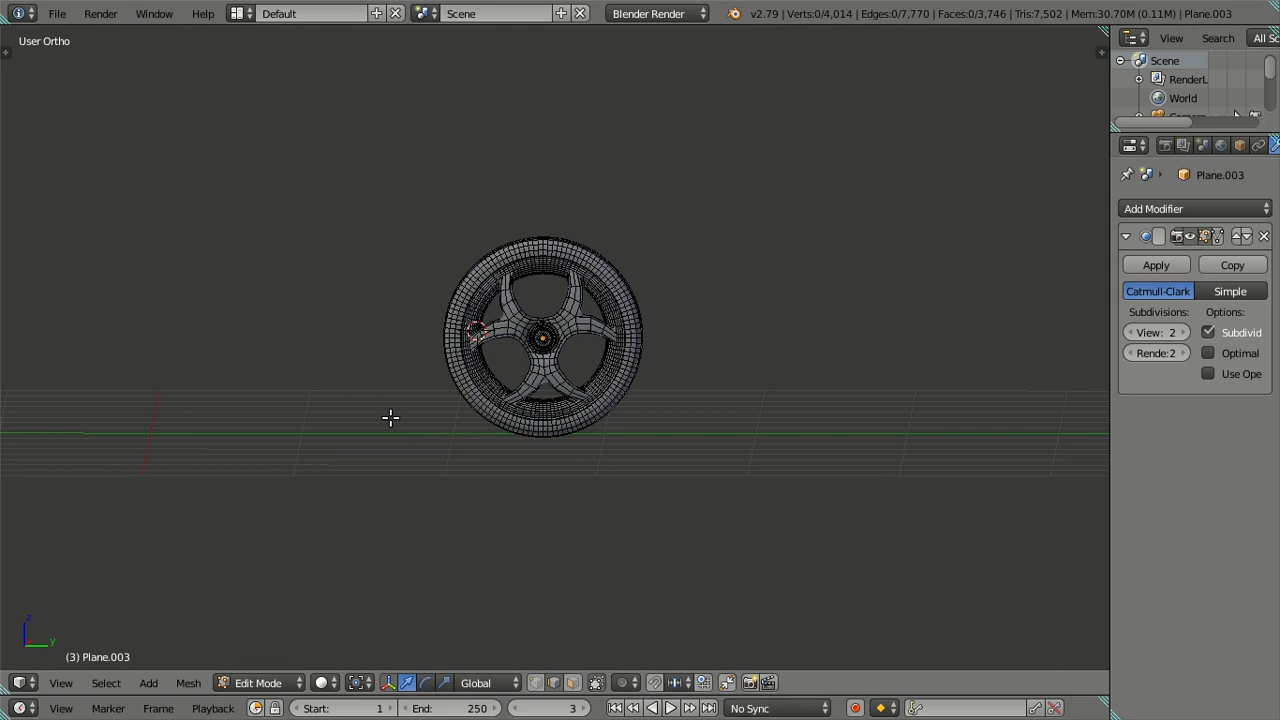 File Render Window Help Default Scene Blender Render v2.79 | Verts:0/4,014 | Edges:0/7,770 | Faces:0/3,746 | Tris:7,502 | Mem:30.70M (0.11M) | Plane.003
User Ortho
View Search All Sc
Scene
RenderL
World
Plane.003
Add Modifier
Apply Copy
Catmull-Clark Simple
Subdivisions: Options:
View: 2 Subdivid
Rende:2 Optimal
Use Ope
z
y
(3) Plane.003
View Select Add Mesh Edit Mode Global
View Marker Frame Playback Start: 1 End: 250 3 No Sync